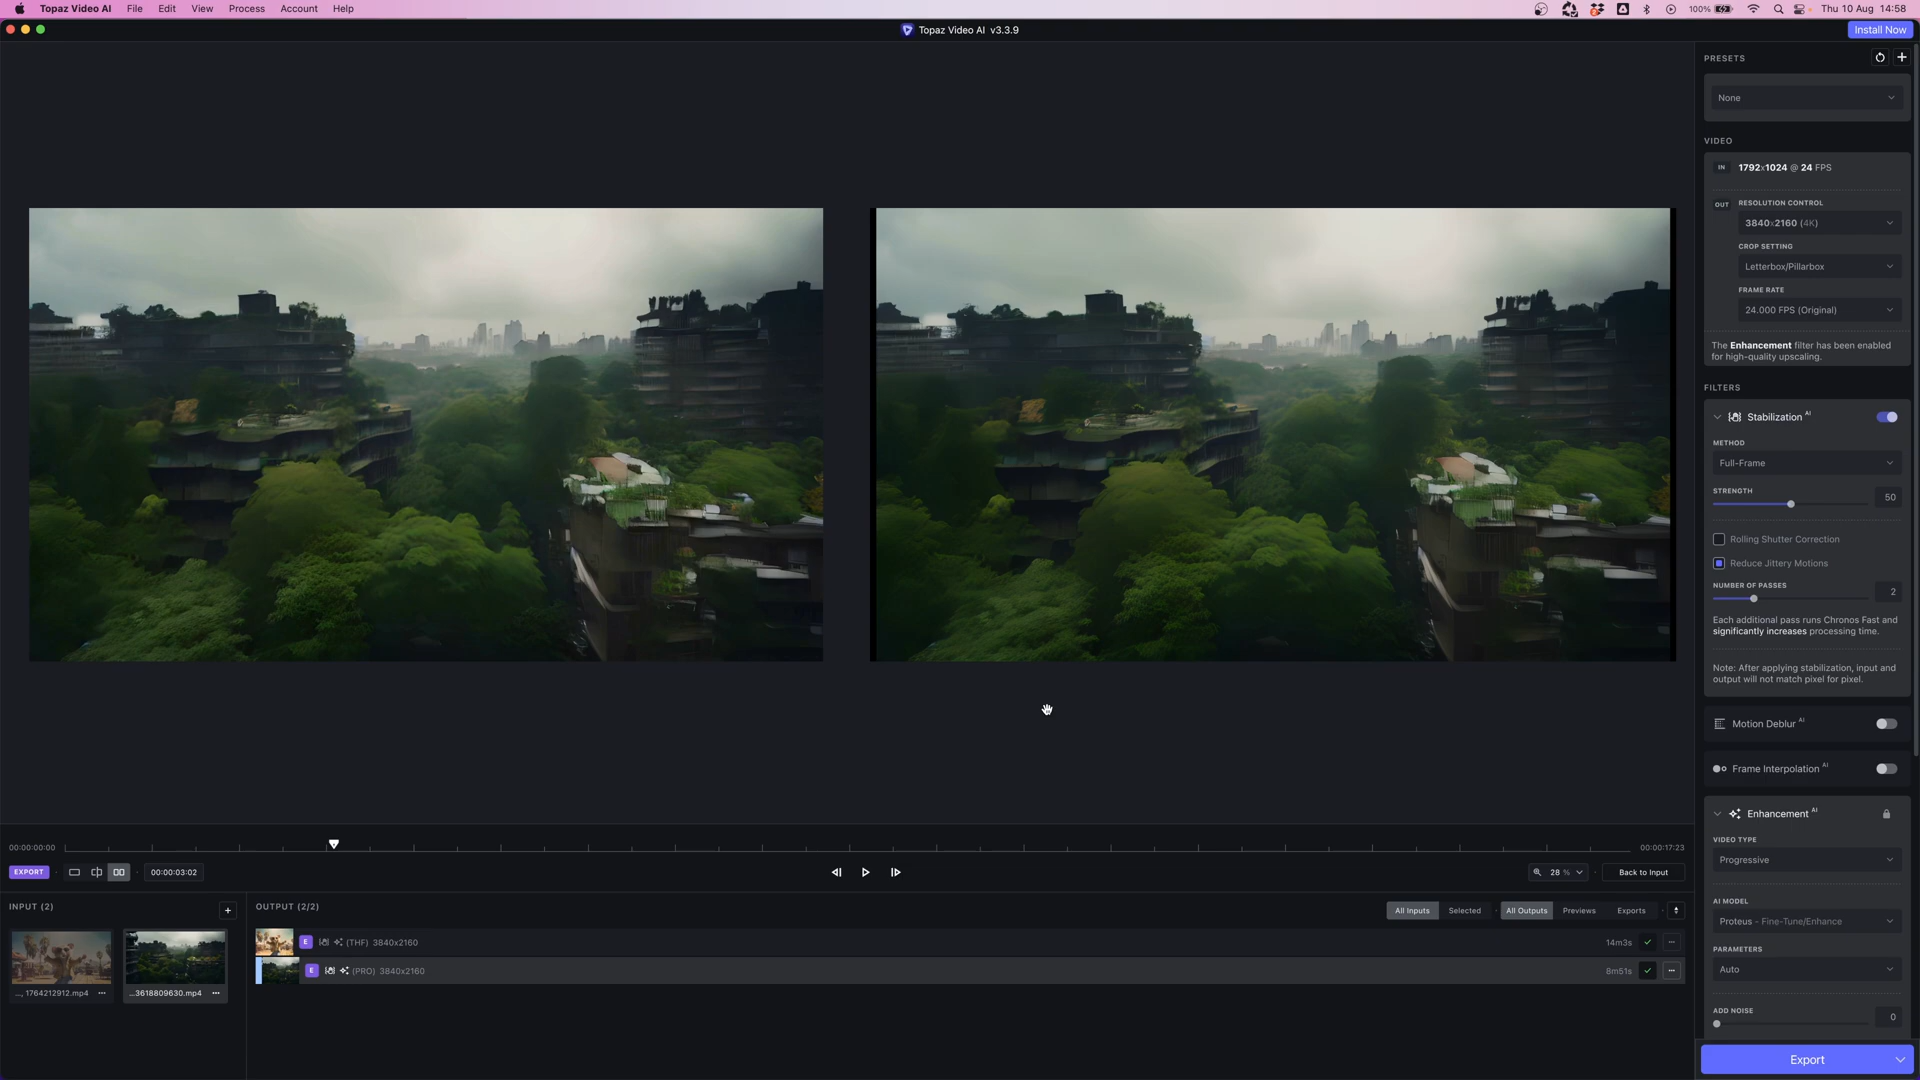 Topaz Video AI File Edit View Process Account Help
100% Thu 10 Aug 14:58
Topaz Video AI v3.3.9
Install Now
PRESETS
None
VIDEO
IN 1792x1024 @ 24 FPS
OUT RESOLUTION CONTROL
3840x2160 (4K)
CROP SETTING
Letterbox/Pillarbox
FRAME RATE
24.000 FPS (Original)
The Enhancement filter has been enabled
for high-quality upscaling.
FILTERS
Stabilization AI
METHOD
Full-Frame
STRENGTH
50
Rolling Shutter Correction
Reduce Jittery Motions
NUMBER OF PASSES
2
Each additional pass runs Chronos Fast and
significantly increases processing time.
Note: After applying stabilization, input and
output will not match pixel for pixel.
Motion Deblur AI
Frame Interpolation AI
Enhancement AI
VIDEO TYPE
Progressive
AI MODEL
Proteus - Fine-Tune/Enhance
PARAMETERS
Auto
ADD NOISE
0
Export
00:00:00:00
00:00:17:23
EXPORT
00:00:03:02
28 %
Back to Input
INPUT (2)
..., 1764212912.mp4
...3618809630.mp4
OUTPUT (2/2)
All Inputs Selected All Outputs Previews Exports
E (THF) 3840x2160 14m3s
E (PRO) 3840x2160 8m51s